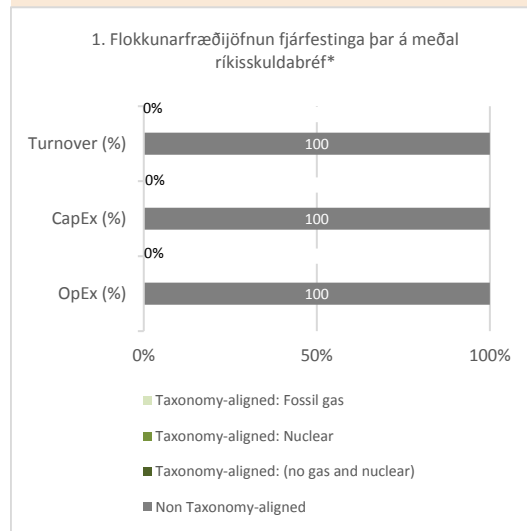 1. Flokkunarfræðijöfnun fjárfestinga þar á meðal
ríkisskuldabréf*
0%
Turnover (%)
100
0%
CapEx (%)
100
0%
OpEx (%)
100
0% 50% 100%
Taxonomy-aligned: Fossil gas
Taxonomy-aligned: Nuclear
Taxonomy-aligned: (no gas and nuclear)
Non Taxonomy-aligned